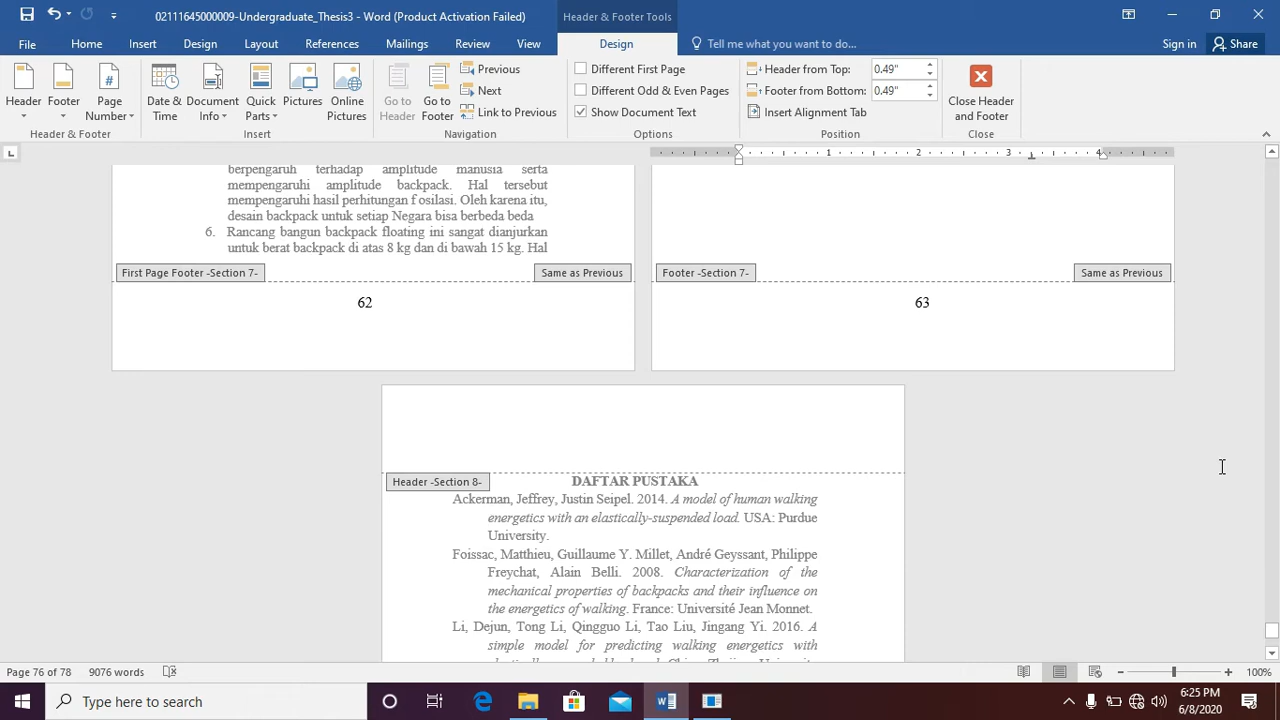 02111645000009-Undergraduate_Thesis3 - Word (Product Activation Failed)
Header & Footer Tools
File Home Insert Design Layout References Mailings Review View Design Tell me what you want to do... Sign in Share
Header
Footer
Page Number
Header & Footer
Date & Time
Document Info
Quick Parts
Pictures
Online Pictures
Insert
Go to Header
Go to Footer
Previous
Next
Link to Previous
Navigation
Different First Page
Different Odd & Even Pages
Show Document Text
Options
Header from Top: 0.49"
Footer from Bottom: 0.49"
Insert Alignment Tab
Position
Close Header and Footer
Close
1 2 3 4
berpengaruh terhadap amplitude manusia serta
mempengaruhi amplitude backpack. Hal tersebut
mempengaruhi hasil perhitungan f osilasi. Oleh karena itu,
desain backpack untuk setiap Negara bisa berbeda beda
6. Rancang bangun backpack floating ini sangat dianjurkan
untuk berat backpack di atas 8 kg dan di bawah 15 kg. Hal
First Page Footer -Section 7- Same as Previous
62
Footer -Section 7- Same as Previous
63
Header -Section 8-
DAFTAR PUSTAKA
Ackerman, Jeffrey, Justin Seipel. 2014. A model of human walking
energetics with an elastically-suspended load. USA: Purdue
University.
Foissac, Matthieu, Guillaume Y. Millet, André Geyssant, Philippe
Freychat, Alain Belli. 2008. Characterization of the
mechanical properties of backpacks and their influence on
the energetics of walking. France: Université Jean Monnet.
Li, Dejun, Tong Li, Qingguo Li, Tao Liu, Jingang Yi. 2016. A
simple model for predicting walking energetics with
Page 76 of 78 9076 words 100%
Type here to search
6:25 PM
6/8/2020